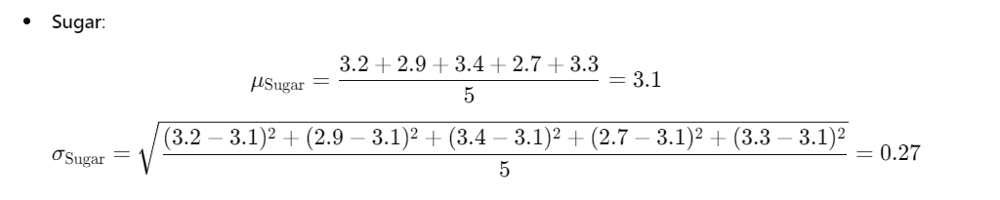 • Sugar:
μSugar = (3.2 + 2.9 + 3.4 + 2.7 + 3.3) / 5 = 3.1
σSugar = √(((3.2 − 3.1)² + (2.9 − 3.1)² + (3.4 − 3.1)² + (2.7 − 3.1)² + (3.3 − 3.1)²) / 5) = 0.27